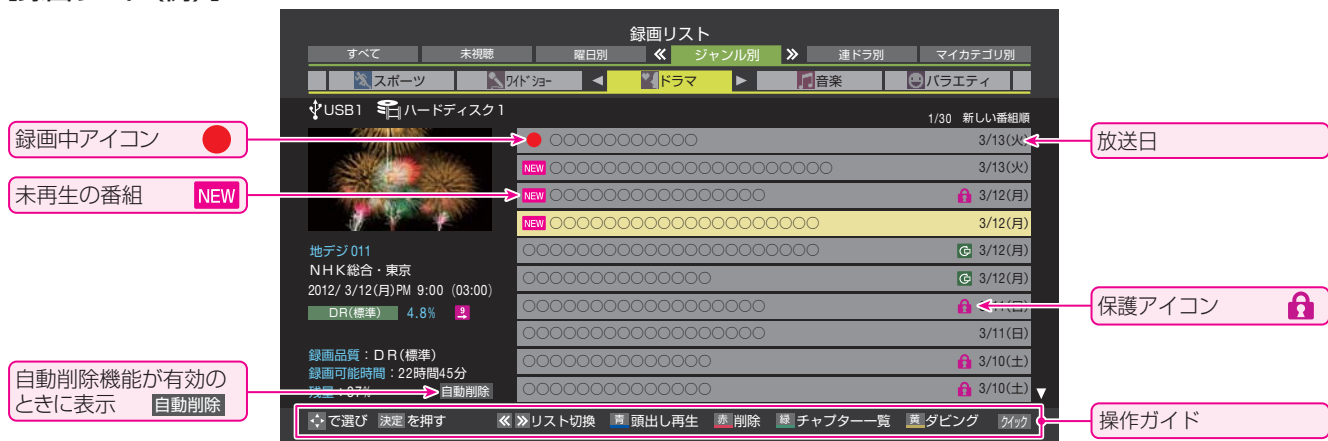 録画リスト
すべて 未視聴 曜日別 ≪ ジャンル別 ≫ 連ドラ別 マイカテゴリ別
スポーツ ワイドショー ◀ ドラマ ▶ 音楽 バラエティ
USB1 ハードディスク1
1/30 新しい番組順
録画中アイコン
○○○○○○○○○○○ 3/13(火)
放送日
NEW ○○○○○○○○○○○○○○○○○○○○○ 3/13(火)
未再生の番組 NEW
NEW ○○○○○○○○○○○○○○○○ 3/12(月)
NEW ○○○○○○○○○○○○○○○○○○○○ 3/12(月)
地デジ 011
○○○○○○○○○○○○○○○○○○○○○○ 3/12(月)
NHK総合・東京
○○○○○○○○○○○○○○ 3/12(月)
2012/ 3/12(月)PM 9:00 (03:00)
DR(標準) 4.8% 9
○○○○○○○○○○○○○○○○○○ (日)
保護アイコン
○○○○○○○○○○○○○○○○○○ 3/11(日)
録画品質:DR(標準)
○○○○○○○○○○○○○○ 3/10(土)
録画可能時間:22時間45分
自動削除
○○○○○○○○○○○○○○ 3/10(土) ▼
自動削除機能が有効の
ときに表示 自動削除
で選び 決定 を押す ≪ ≫ リスト切換 青 頭出し再生 赤 削除 緑 チャプター一覧 黄 ダビング クイック
操作ガイド